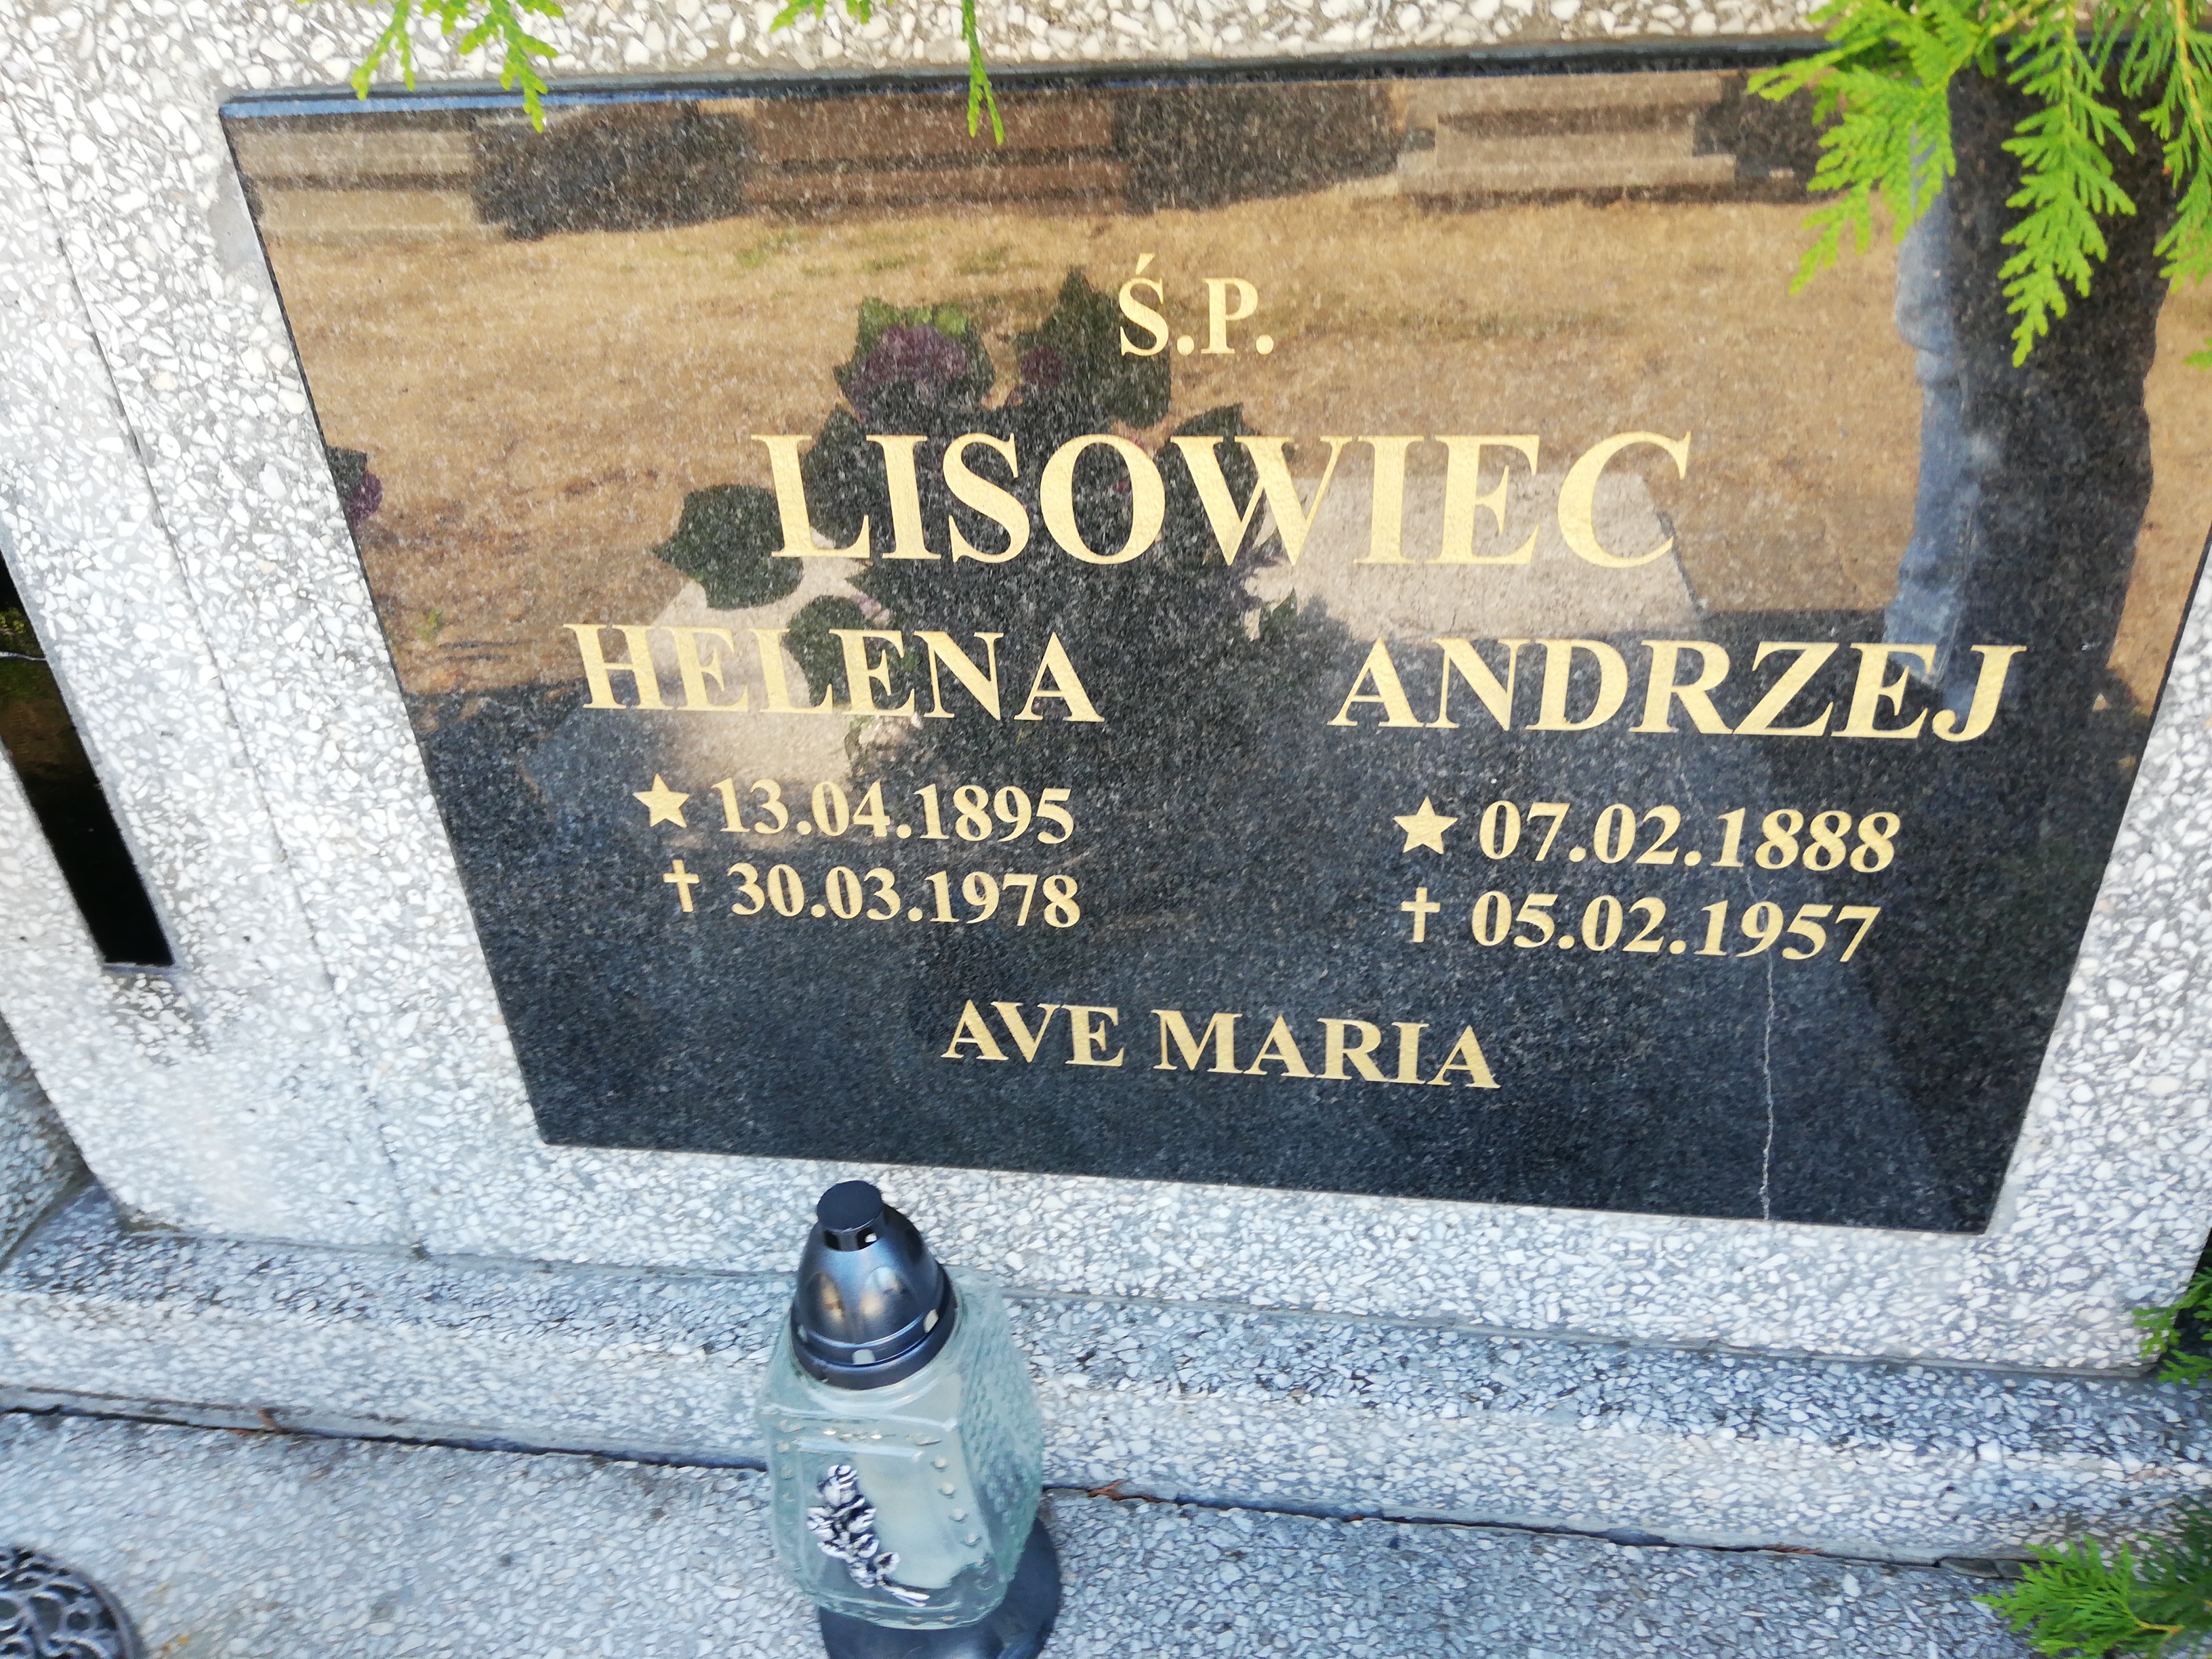 Ś.P.
LISOWIEC
HELENA ANDRZEJ
★ 13.04.1895 ★ 07.02.1888
† 30.03.1978 † 05.02.1957
AVE MARIA